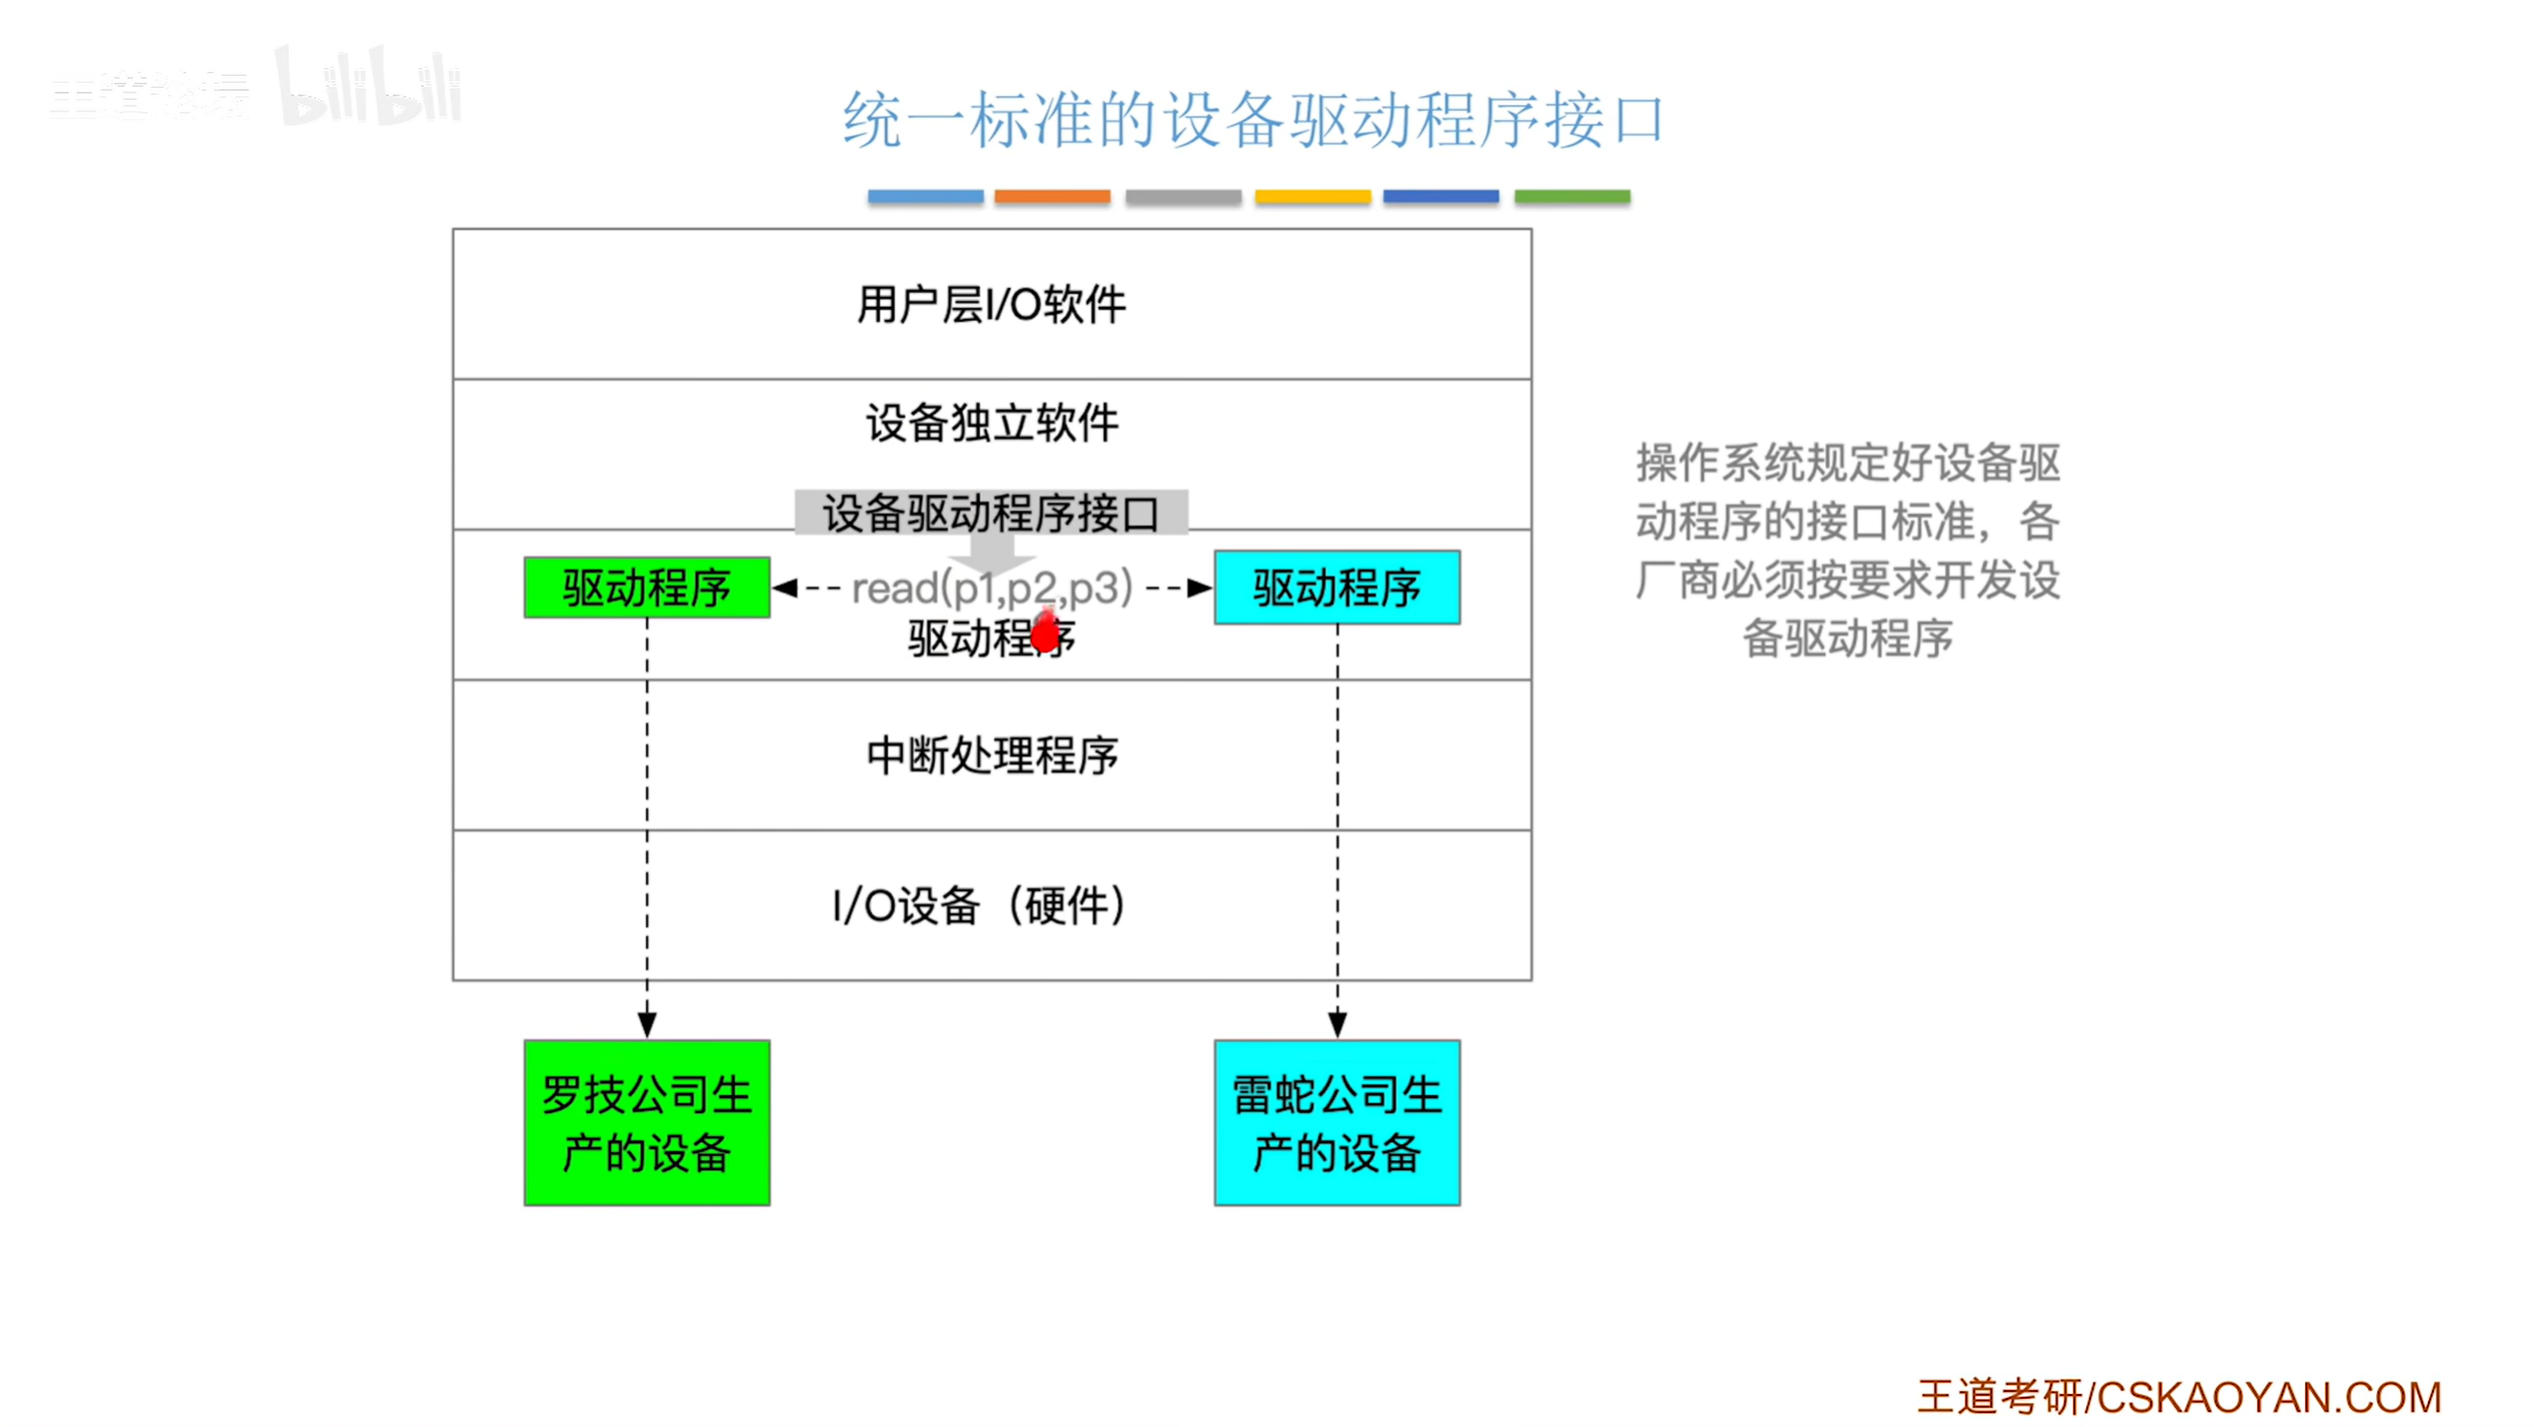 王道论坛 bilibili
统一标准的设备驱动程序接口
用户层I/O软件
设备独立软件
设备驱动程序接口
驱动程序
read(p1,p2,p3)
驱动程序
驱动程序
操作系统规定好设备驱
动程序的接口标准，各
厂商必须按要求开发设
备驱动程序
中断处理程序
I/O设备（硬件）
罗技公司生
产的设备
雷蛇公司生
产的设备
王道考研/CSKAOYAN.COM